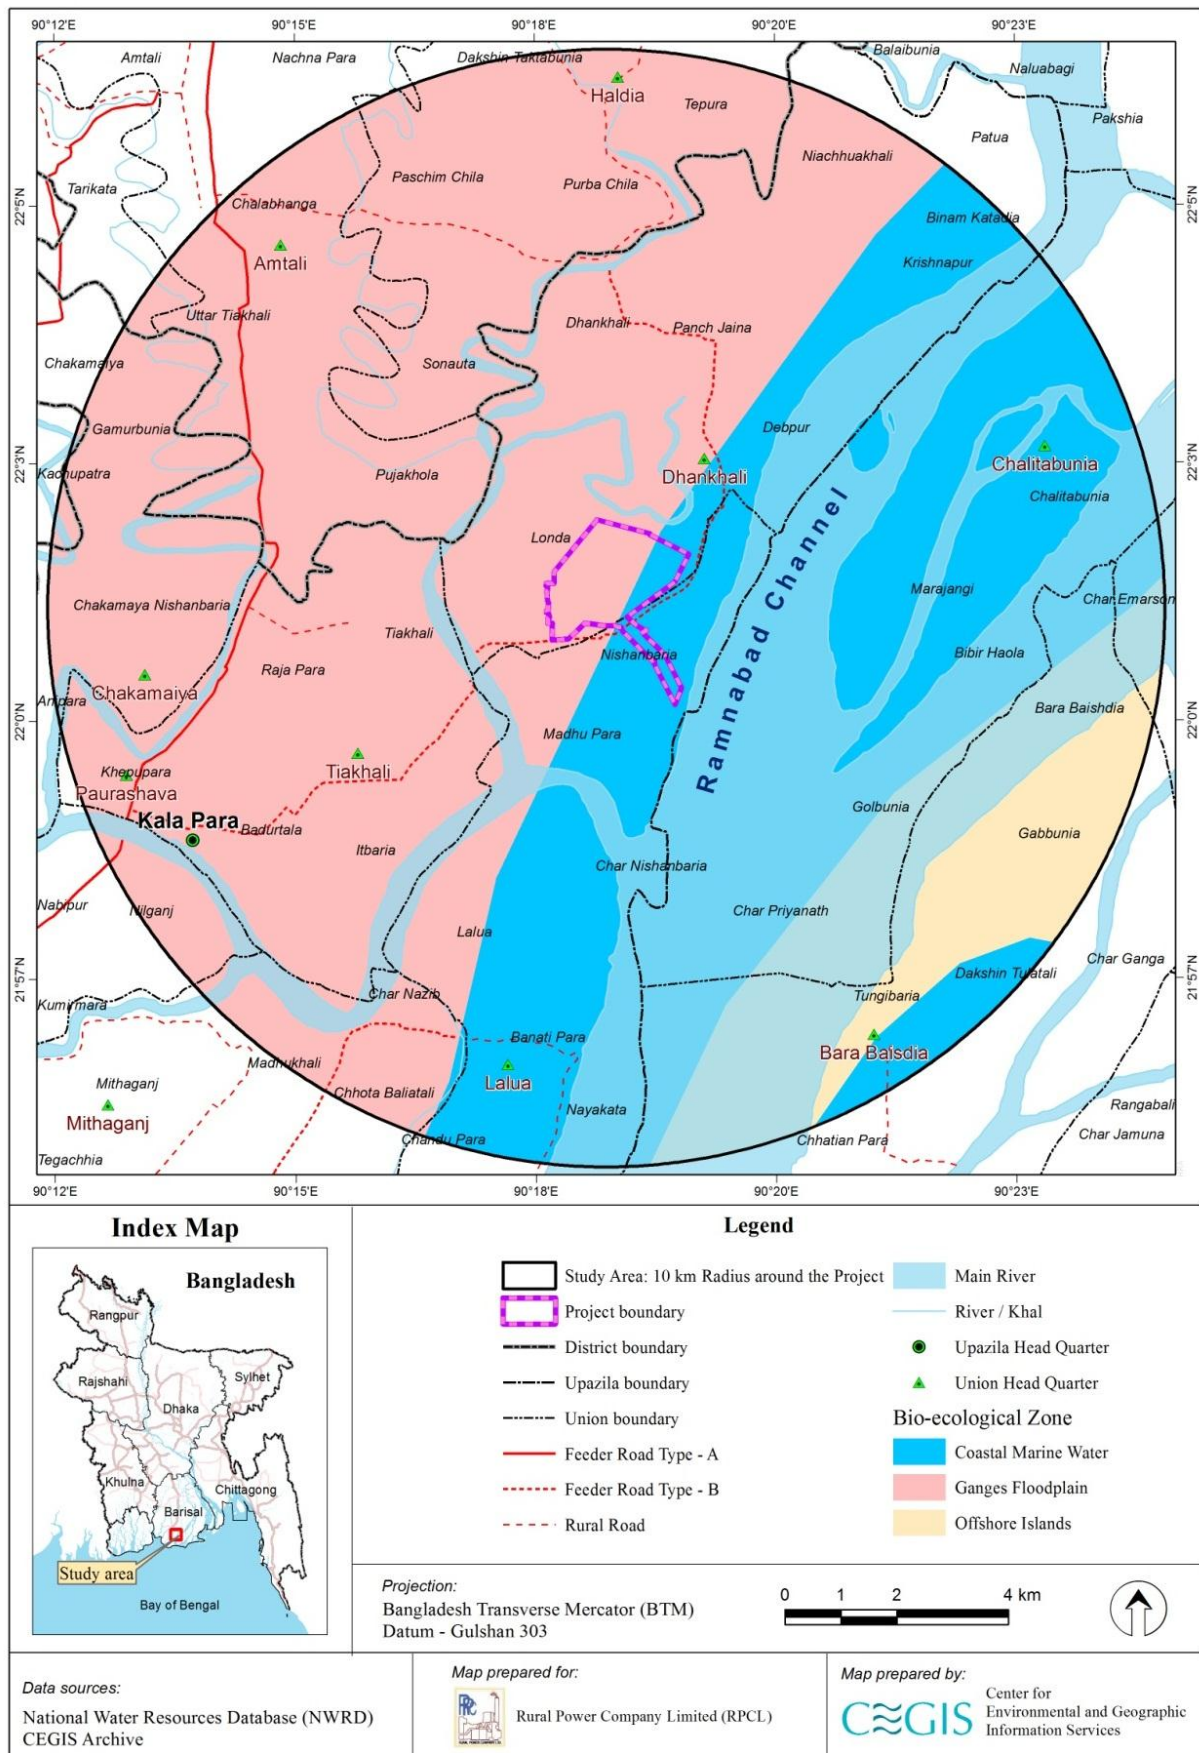 90°12'E 90°15'E 90°18'E 90°20'E 90°23'E
Amtali
Nachna Para
Dakshin Taktabunia
Balaibunia
Naluabagi
Haldia
Tepura
Pakshia
Patua
Niachhuakhali
Tarikata
Paschim Chila
Purba Chila
22°5'N
22°5'N
Chalabhanga
Binam Katadia
Amtali
Krishnapur
Uttar Tiakhali
Dhankhali
Panch Jaina
Chakamaiya
Sonauta
Gamurbunia
Debpur
22°3'N
22°3'N
Kachupatra
Pujakhola
Dhankhali
Chalitabunia
Chalitabunia
Londa
Ramnabad Channel
Marajangi
Chakamaya Nishanbaria
Char Emarson
Tiakhali
Nishanbaria
Bibir Haola
Raja Para
Chakamaiya
Aripara
Bara Baishdia
22°0'N
22°0'N
Madhu Para
Khepupara
Paurashava
Tiakhali
Golbunia
Kala Para
Badurtala
Gabbunia
Itbaria
Char Nishanbaria
Nabipur
Nilganj
Char Priyanath
Lalua
Char Ganga
21°57'N
21°57'N
Dakshin Tulatali
Kumirmara
Char Nazib
Tungibaria
Banati Para
Bara Baisdia
Madhukhali
Mithaganj
Lalua
Chhota Baliatali
Mithaganj
Nayakata
Rangabali
Chandu Para
Chhatian Para
Char Jamuna
Tegachhia
90°12'E 90°15'E 90°18'E 90°20'E 90°23'E
Index Map
Bangladesh
Rangpur
Rajshahi
Sylhet
Dhaka
Khulna
Chittagong
Barisal
Study area
Bay of Bengal
Legend
Study Area: 10 km Radius around the Project
Project boundary
District boundary
Upazila boundary
Union boundary
Feeder Road Type - A
Feeder Road Type - B
Rural Road
Main River
River / Khal
Upazila Head Quarter
Union Head Quarter
Bio-ecological Zone
Coastal Marine Water
Ganges Floodplain
Offshore Islands
Projection:
Bangladesh Transverse Mercator (BTM)
Datum - Gulshan 303
0 1 2 4 km
Data sources:
National Water Resources Database (NWRD)
CEGIS Archive
Map prepared for:
Rural Power Company Limited (RPCL)
Map prepared by:
CEGIS
Center for
Environmental and Geographic
Information Services